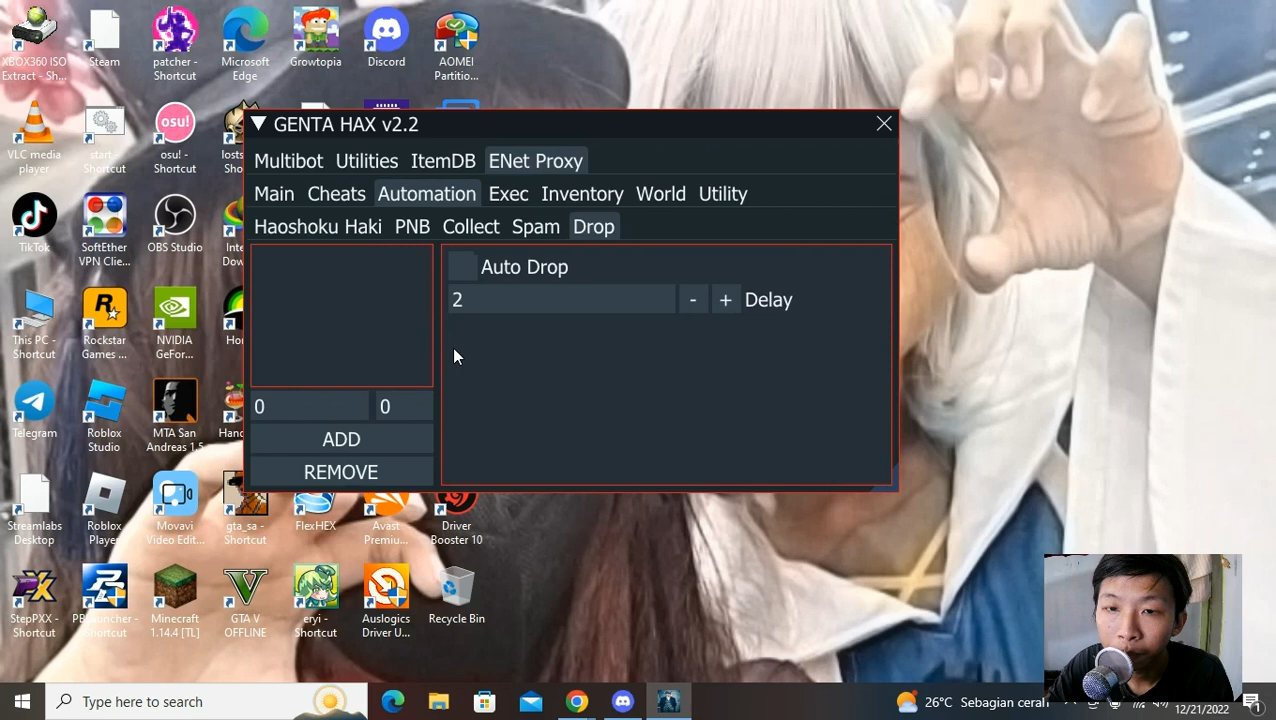 XBOX360 ISO
Extract - Sh...
Steam
patcher -
Shortcut
Microsoft
Edge
Growtopia
Discord
AOMEI
Partitio...
VLC media
player
start
Shortcut
osu!
osu! -
Shortcut
TikTok
SoftEther
VPN Clie...
OBS Studio
This PC -
Shortcut
Rockstar
Games ...
NVIDIA
GeFor...
Telegram
Roblox
Studio
MTA San
Andreas 1.5
Streamlabs
Desktop
Roblox
Player
Movavi
Video Edit...
gta_sa -
Shortcut
FlexHEX
Avast
Premiu...
Driver
Booster 10
StepPXX -
Shortcut
Shortcut
Minecraft
1.14.4 [TL]
GTA V
OFFLINE
eryi -
Shortcut
Auslogics
Driver U...
Recycle Bin
GENTA HAX v2.2
Multibot Utilities ItemDB ENet Proxy
Main Cheats Automation Exec Inventory World Utility
Haoshoku Haki PNB Collect Spam Drop
Auto Drop
2 - + Delay
0 0
ADD
REMOVE
Type here to search
26°C Sebagian cerah
12/21/2022
1